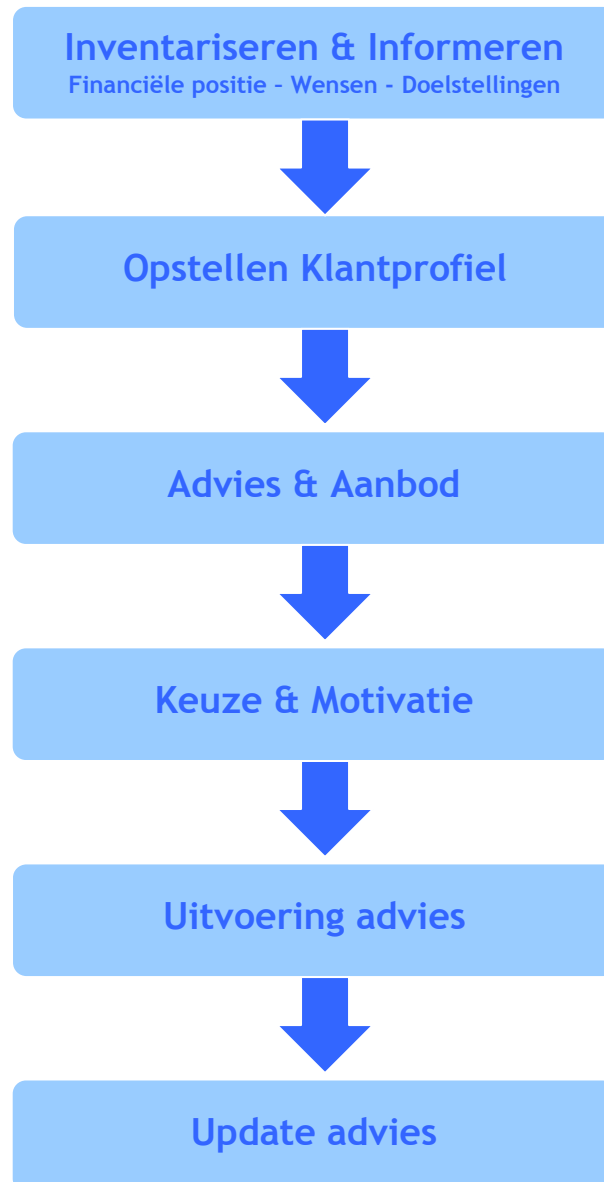 Inventariseren & Informeren
Financiële positie – Wensen - Doelstellingen
Opstellen Klantprofiel
Advies & Aanbod
Keuze & Motivatie
Uitvoering advies
Update advies